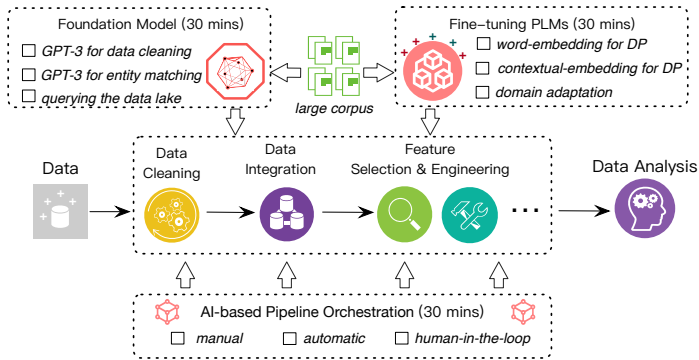 Foundation Model (30 mins)
GPT-3 for data cleaning
GPT-3 for entity matching
querying the data lake
large corpus
Fine-tuning PLMs (30 mins)
word-embedding for DP
contextual-embedding for DP
domain adaptation
Data
Data
Cleaning
Data
Integration
Feature
Selection & Engineering
...
Data Analysis
AI-based Pipeline Orchestration (30 mins)
manual
automatic
human-in-the-loop